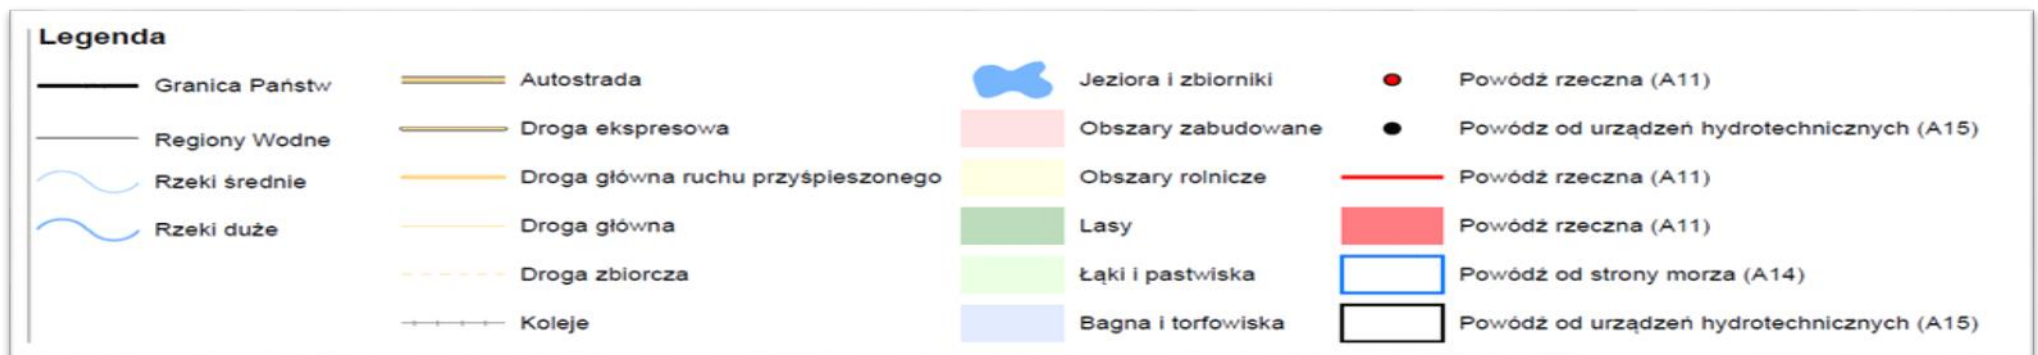 Legenda
Granica Państw
Regiony Wodne
Rzeki średnie
Rzeki duże
Autostrada
Droga ekspresowa
Droga główna ruchu przyśpieszonego
Droga główna
Droga zbiorcza
Koleje
Jeziora i zbiorniki
Obszary zabudowane
Obszary rolnicze
Lasy
Łąki i pastwiska
Bagna i torfowiska
Powódź rzeczna (A11)
Powódz od urządzeń hydrotechnicznych (A15)
Powódź rzeczna (A11)
Powódź rzeczna (A11)
Powódź od strony morza (A14)
Powódź od urządzeń hydrotechnicznych (A15)